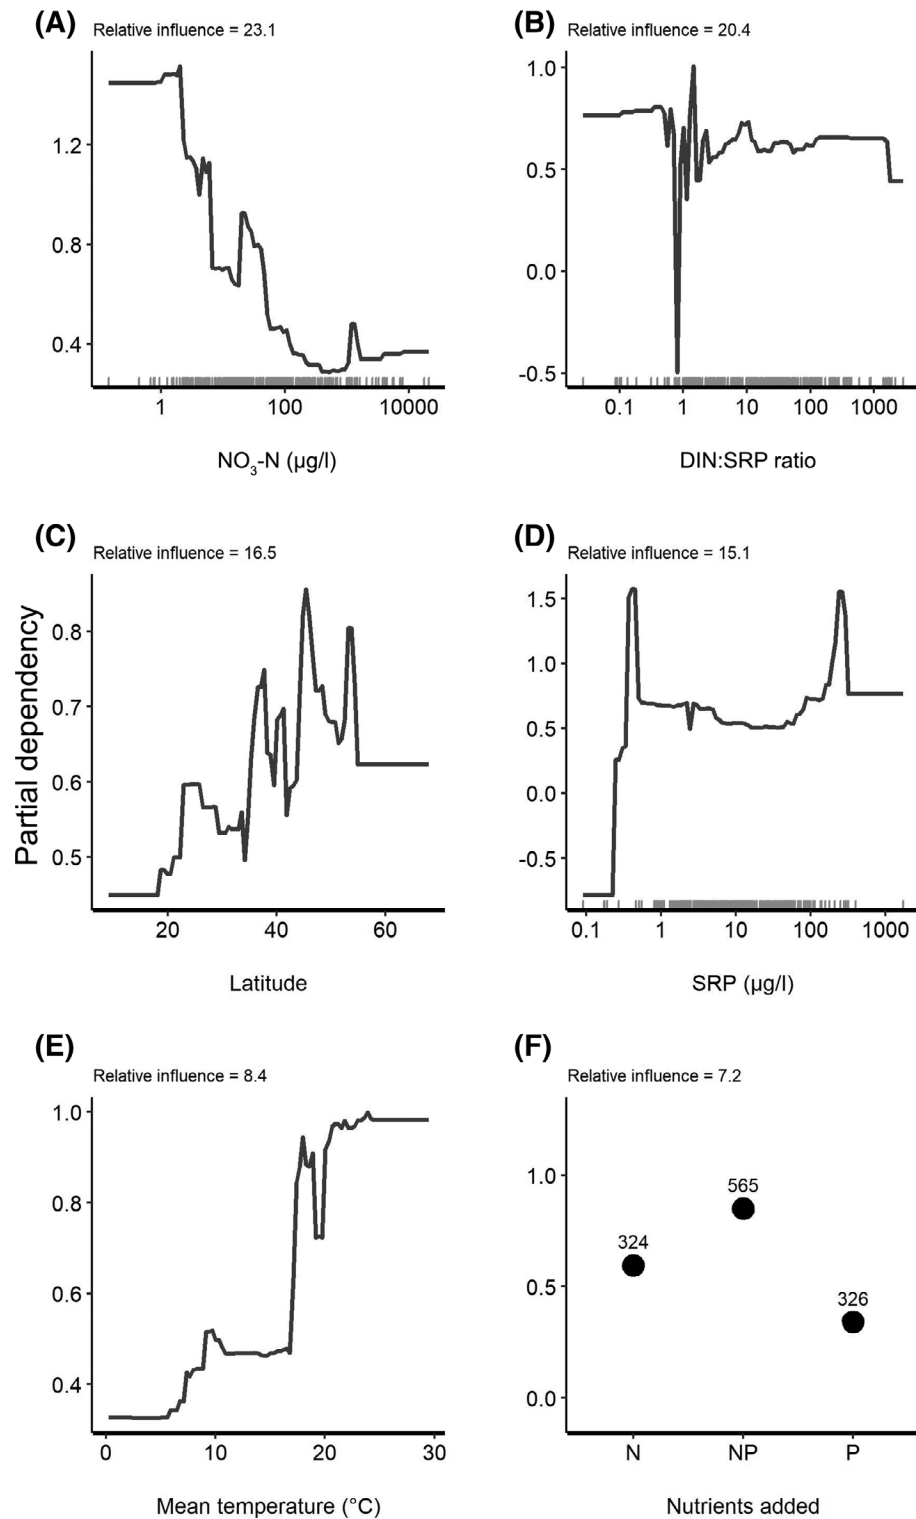 (A)
Relative influence = 23.1
1.2
0.8
0.4
1 100 10000
NO3-N (µg/l)
(B)
Relative influence = 20.4
1.0
0.5
0.0
-0.5
0.1 1 10 100 1000
DIN:SRP ratio
(C)
Relative influence = 16.5
Partial dependency
0.8
0.7
0.6
0.5
20 40 60
Latitude
(D)
Relative influence = 15.1
1.5
1.0
0.5
0.0
-0.5
0.1 1 10 100 1000
SRP (µg/l)
(E)
Relative influence = 8.4
1.0
0.8
0.6
0.4
0 10 20 30
Mean temperature (°C)
(F)
Relative influence = 7.2
1.0
0.5
0.0
324
565
326
N NP P
Nutrients added